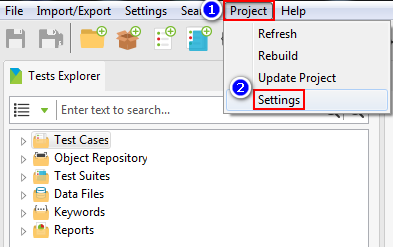 File Import/Export Settings Sea 1 Project Help
Refresh
Rebuild
Update Project
2 Settings
Tests Explorer
Enter text to search...
Test Cases
Object Repository
Test Suites
Data Files
Keywords
Reports